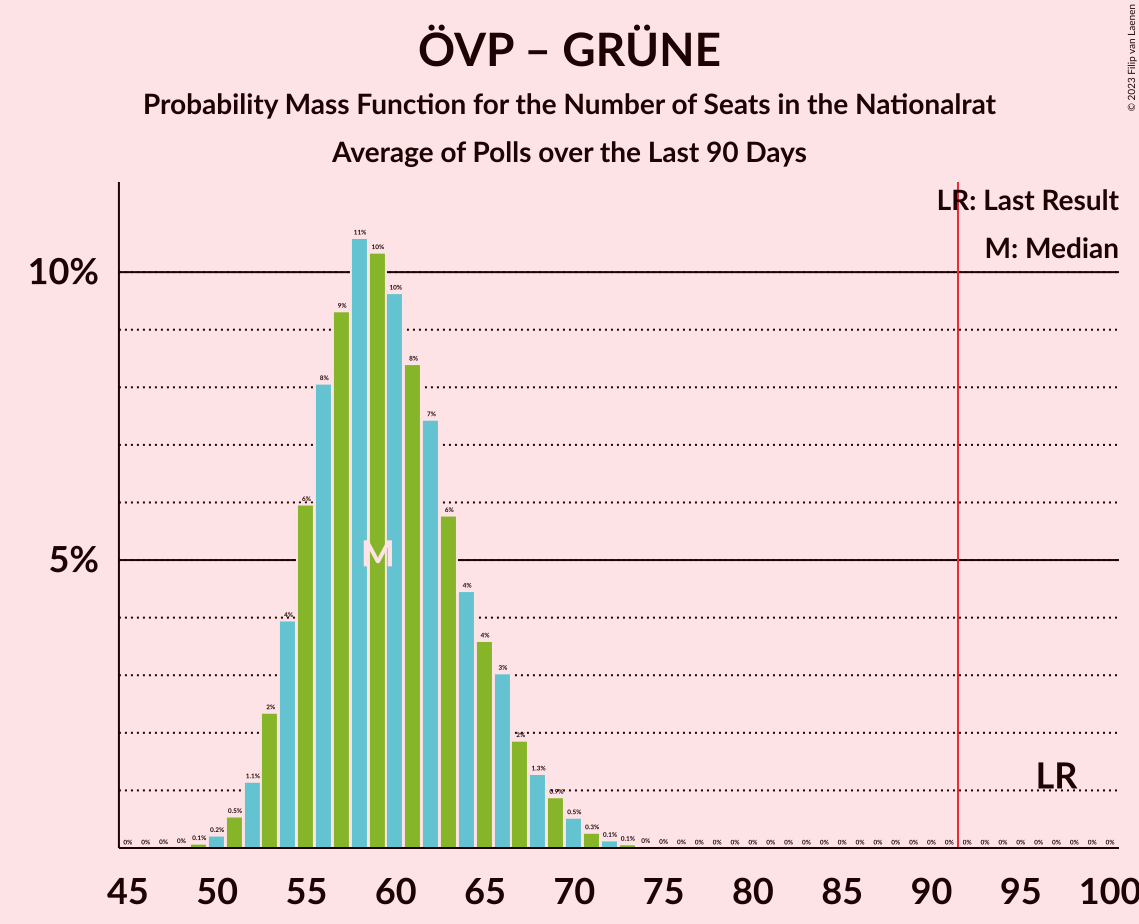 ÖVP – GRÜNE
Probability Mass Function for the Number of Seats in the Nationalrat
Average of Polls over the Last 90 Days
© 2023 Filip van Laenen
LR: Last Result
M: Median
10%
5%
11%
10%
10%
9%
8%
8%
7%
6%
6%
M
4%
4%
4%
3%
2%
2%
LR
1.1%
1.3%
0.9%
0.5%
0.5%
0% 0% 0% 0% 0.1% 0.2% 0.3% 0.1% 0.1% 0% 0% 0% 0% 0% 0% 0% 0% 0% 0% 0% 0% 0% 0% 0% 0% 0% 0% 0% 0% 0% 0% 0% 0% 0% 0% 0%
45 50 55 60 65 70 75 80 85 90 95 100